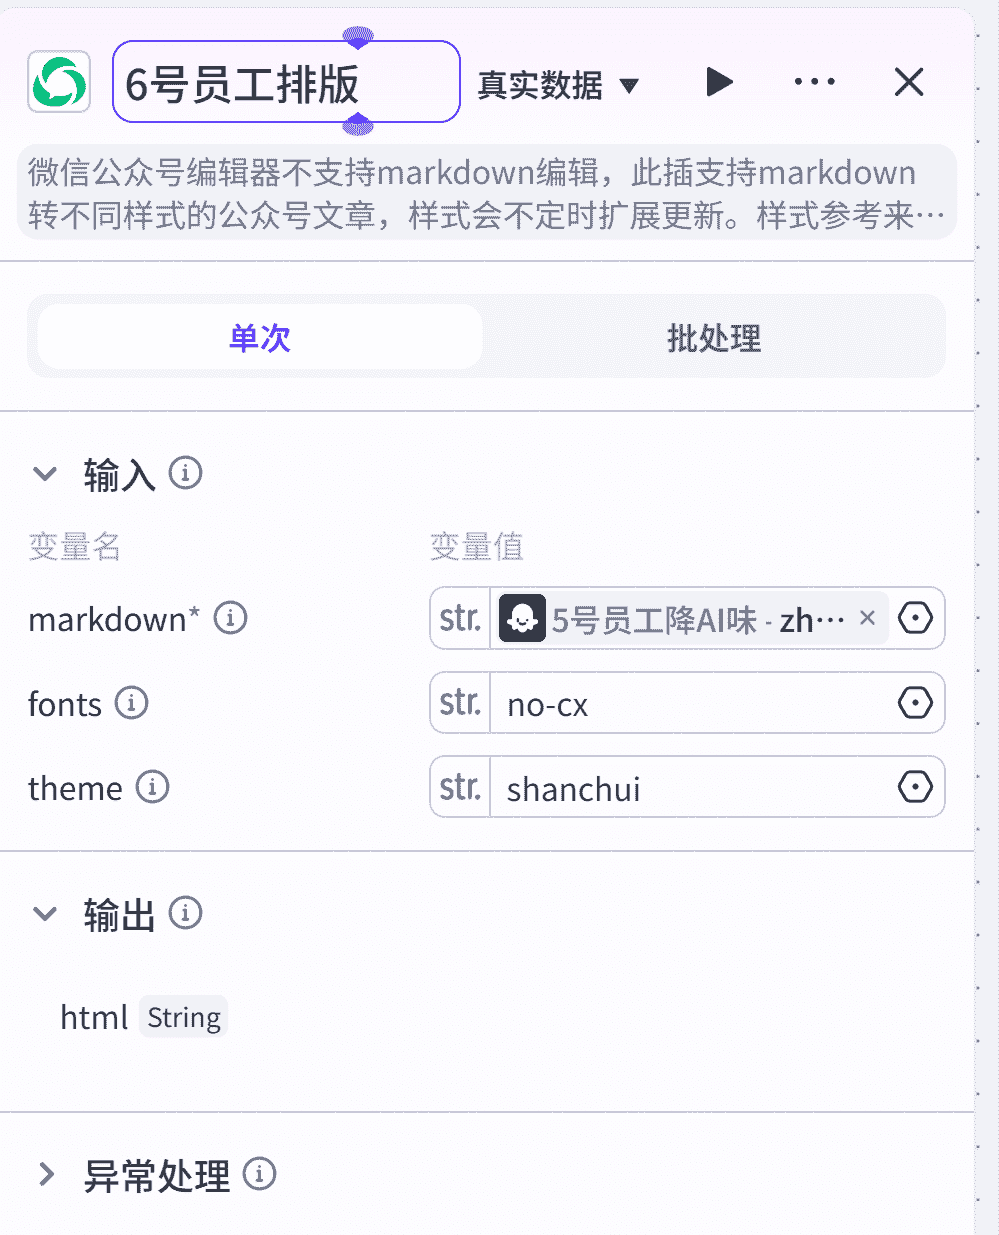 6号员工排版
真实数据
微信公众号编辑器不支持markdown编辑，此插支持markdown
转不同样式的公众号文章，样式会不定时扩展更新。样式参考来…
单次
批处理
输入
变量名 变量值
markdown* str. 5号员工降AI味 - zh…
fonts str. no-cx
theme str. shanchui
输出
html String
异常处理